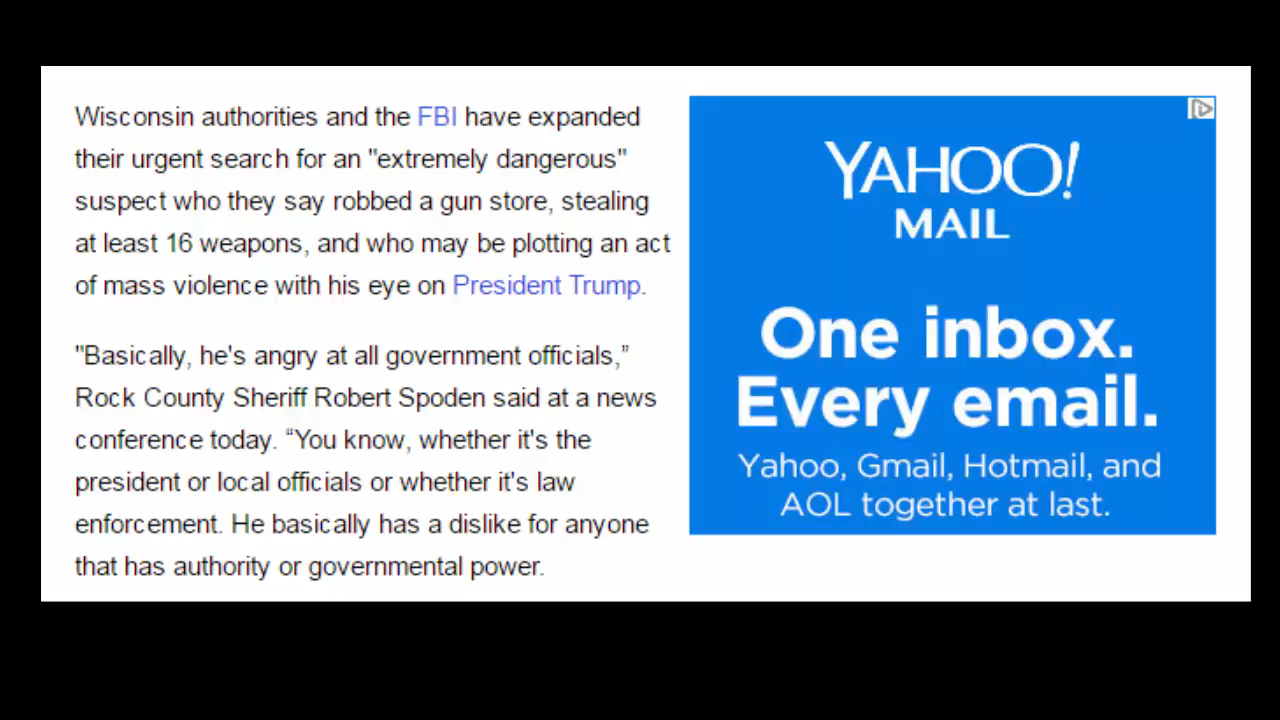 Wisconsin authorities and the FBI have expanded
their urgent search for an "extremely dangerous"
suspect who they say robbed a gun store, stealing
at least 16 weapons, and who may be plotting an act
of mass violence with his eye on President Trump.
"Basically, he's angry at all government officials,”
Rock County Sheriff Robert Spoden said at a news
conference today. “You know, whether it's the
president or local officials or whether it's law
enforcement. He basically has a dislike for anyone
that has authority or governmental power.
YAHOO!
MAIL
One inbox.
Every email.
Yahoo, Gmail, Hotmail, and
AOL together at last.